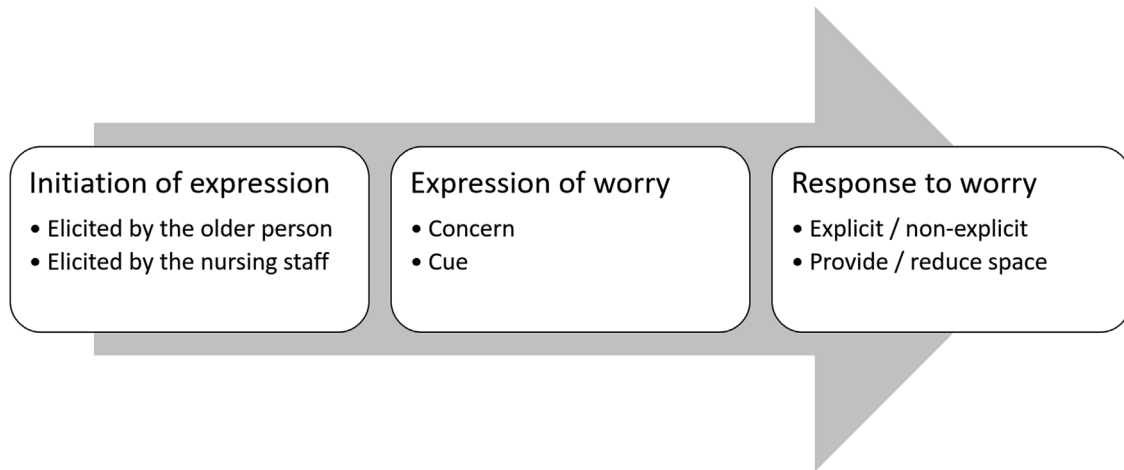 Initiation of expression
• Elicited by the older person
• Elicited by the nursing staff
Expression of worry
• Concern
• Cue
Response to worry
• Explicit / non-explicit
• Provide / reduce space